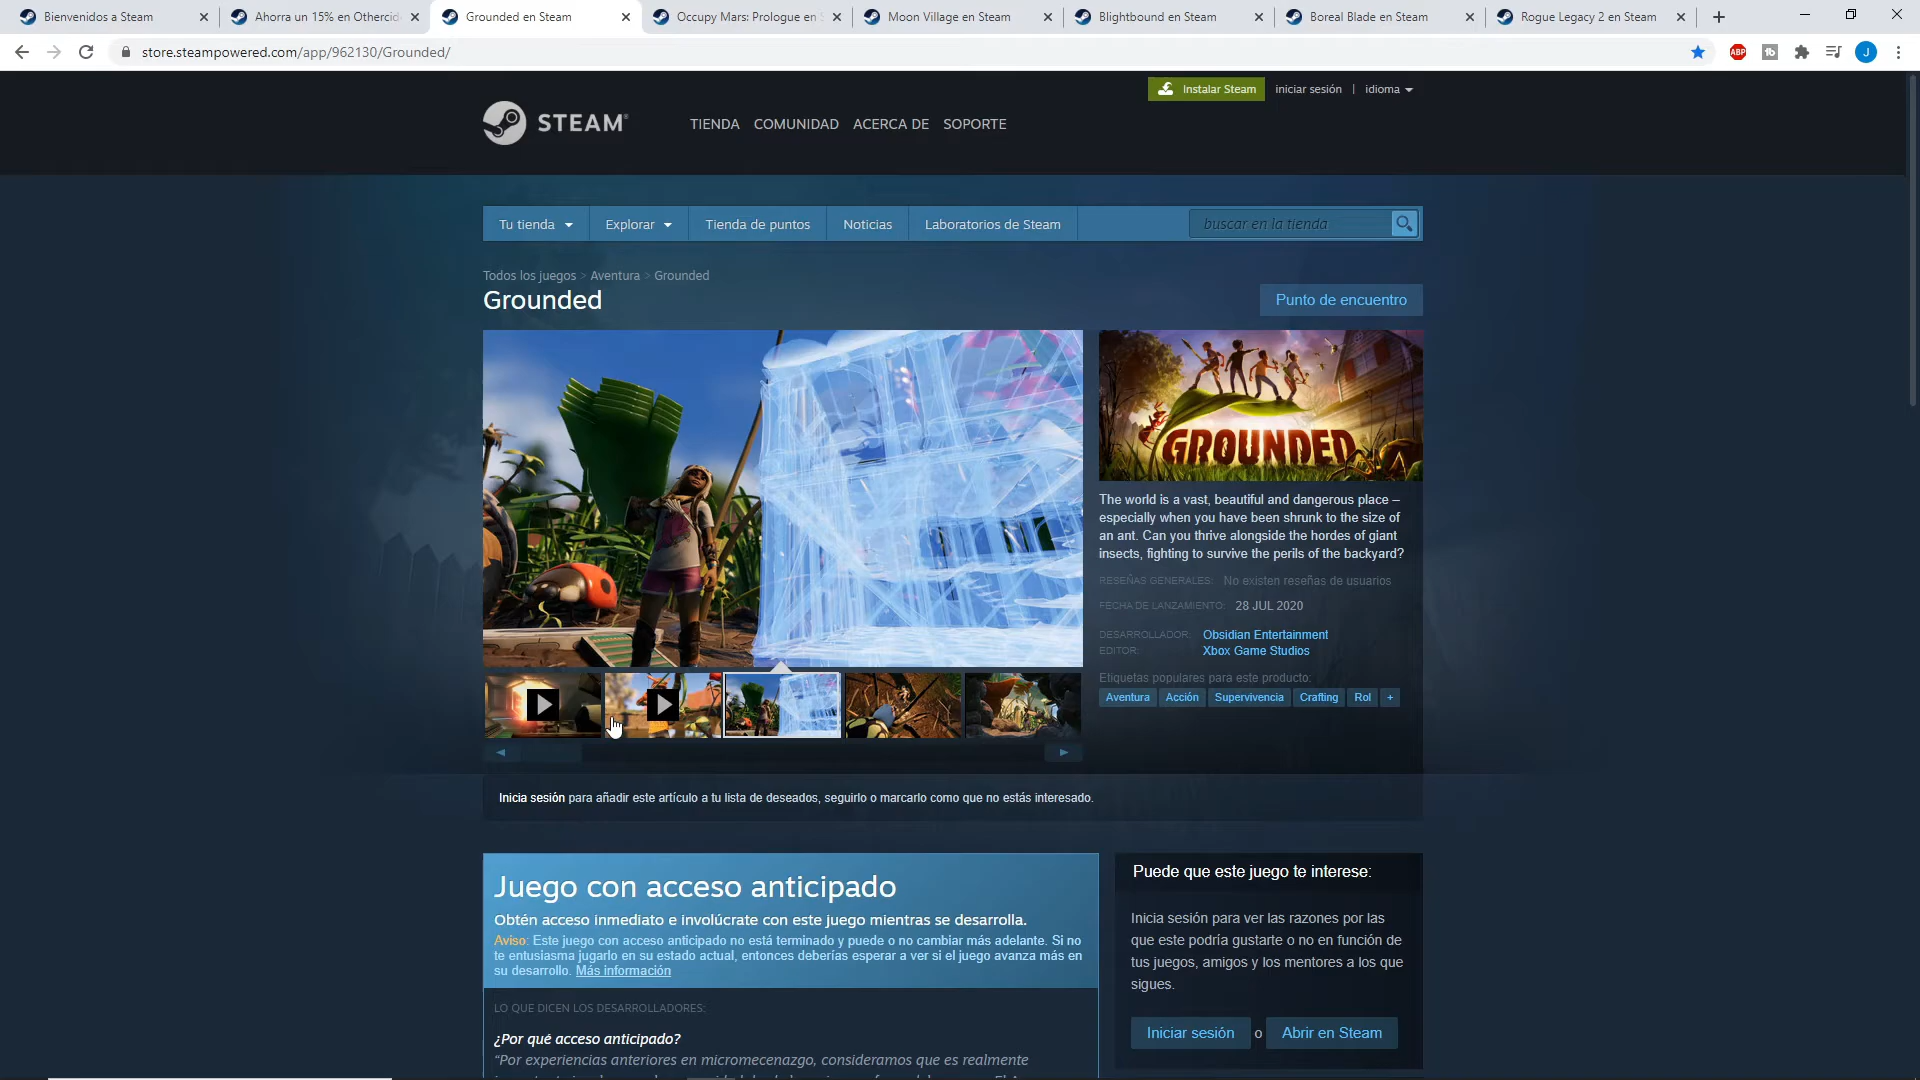 Bienvenidos a Steam
Ahorra un 15% en Othercid
Grounded en Steam
Occupy Mars: Prologue en S
Moon Village en Steam
Blightbound en Steam
Boreal Blade en Steam
Rogue Legacy 2 en Steam
store.steampowered.com/app/962130/Grounded/
ABP
J
Instalar Steam
iniciar sesión | idioma
STEAM
TIENDA COMUNIDAD ACERCA DE SOPORTE
Tu tienda Explorar Tienda de puntos Noticias Laboratorios de Steam buscar en la tienda
Todos los juegos > Aventura > Grounded
Grounded
Punto de encuentro
GROUNDED
The world is a vast, beautiful and dangerous place –
especially when you have been shrunk to the size of
an ant. Can you thrive alongside the hordes of giant
insects, fighting to survive the perils of the backyard?
RESEÑAS GENERALES: No existen reseñas de usuarios
FECHA DE LANZAMIENTO: 28 JUL 2020
DESARROLLADOR: Obsidian Entertainment
EDITOR: Xbox Game Studios
Etiquetas populares para este producto:
Aventura Acción Supervivencia Crafting Rol +
Inicia sesión para añadir este artículo a tu lista de deseados, seguirlo o marcarlo como que no estás interesado.
Juego con acceso anticipado
Obtén acceso inmediato e involúcrate con este juego mientras se desarrolla.
Aviso: Este juego con acceso anticipado no está terminado y puede o no cambiar más adelante. Si no
te entusiasma jugarlo en su estado actual, entonces deberías esperar a ver si el juego avanza más en
su desarrollo. Más información
LO QUE DICEN LOS DESARROLLADORES:
¿Por qué acceso anticipado?
“Por experiencias anteriores en micromecenazgo, consideramos que es realmente
Puede que este juego te interese:
Inicia sesión para ver las razones por las
que este podría gustarte o no en función de
tus juegos, amigos y los mentores a los que
sigues.
Iniciar sesión o Abrir en Steam